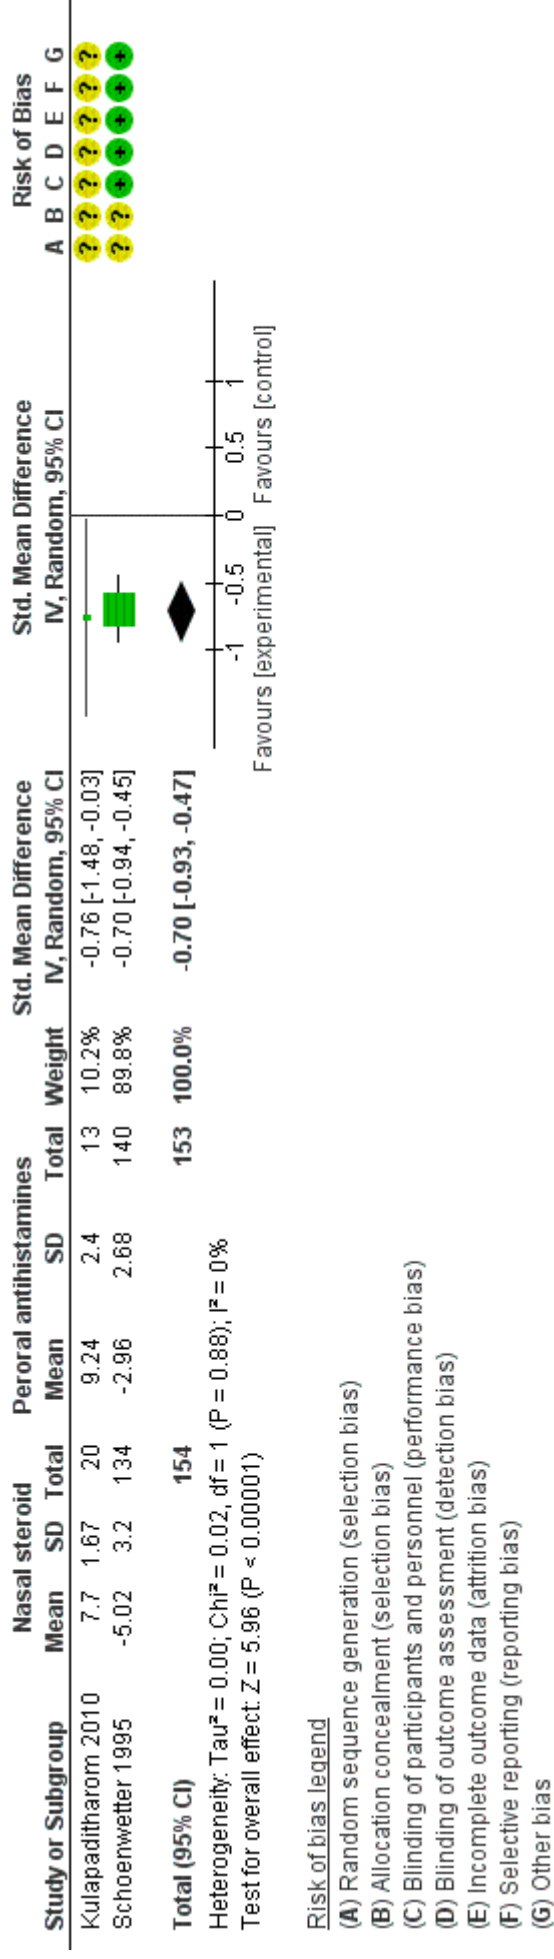 Nasal steroid Peroral antihistamines Std. Mean Difference Std. Mean Difference Risk of Bias
Study or Subgroup Mean SD Total Mean SD Total Weight IV, Random, 95% CI IV, Random, 95% CI A B C D E F G
Kulapaditharom 2010 7.7 1.67 20 9.24 2.4 13 10.2% -0.76 [-1.48, -0.03] ? ? ? ? ? ? ?
Schoenwetter 1995 -5.02 3.2 134 -2.96 2.68 140 89.8% -0.70 [-0.94, -0.45] ? ? + + + + +
Total (95% CI) 154 153 100.0% -0.70 [-0.93, -0.47]
Heterogeneity: Tau² = 0.00; Chi² = 0.02, df = 1 (P = 0.88); I² = 0%
Test for overall effect: Z = 5.96 (P < 0.00001)
-1 -0.5 0 0.5 1
Favours [experimental] Favours [control]
Risk of bias legend
(A) Random sequence generation (selection bias)
(B) Allocation concealment (selection bias)
(C) Blinding of participants and personnel (performance bias)
(D) Blinding of outcome assessment (detection bias)
(E) Incomplete outcome data (attrition bias)
(F) Selective reporting (reporting bias)
(G) Other bias